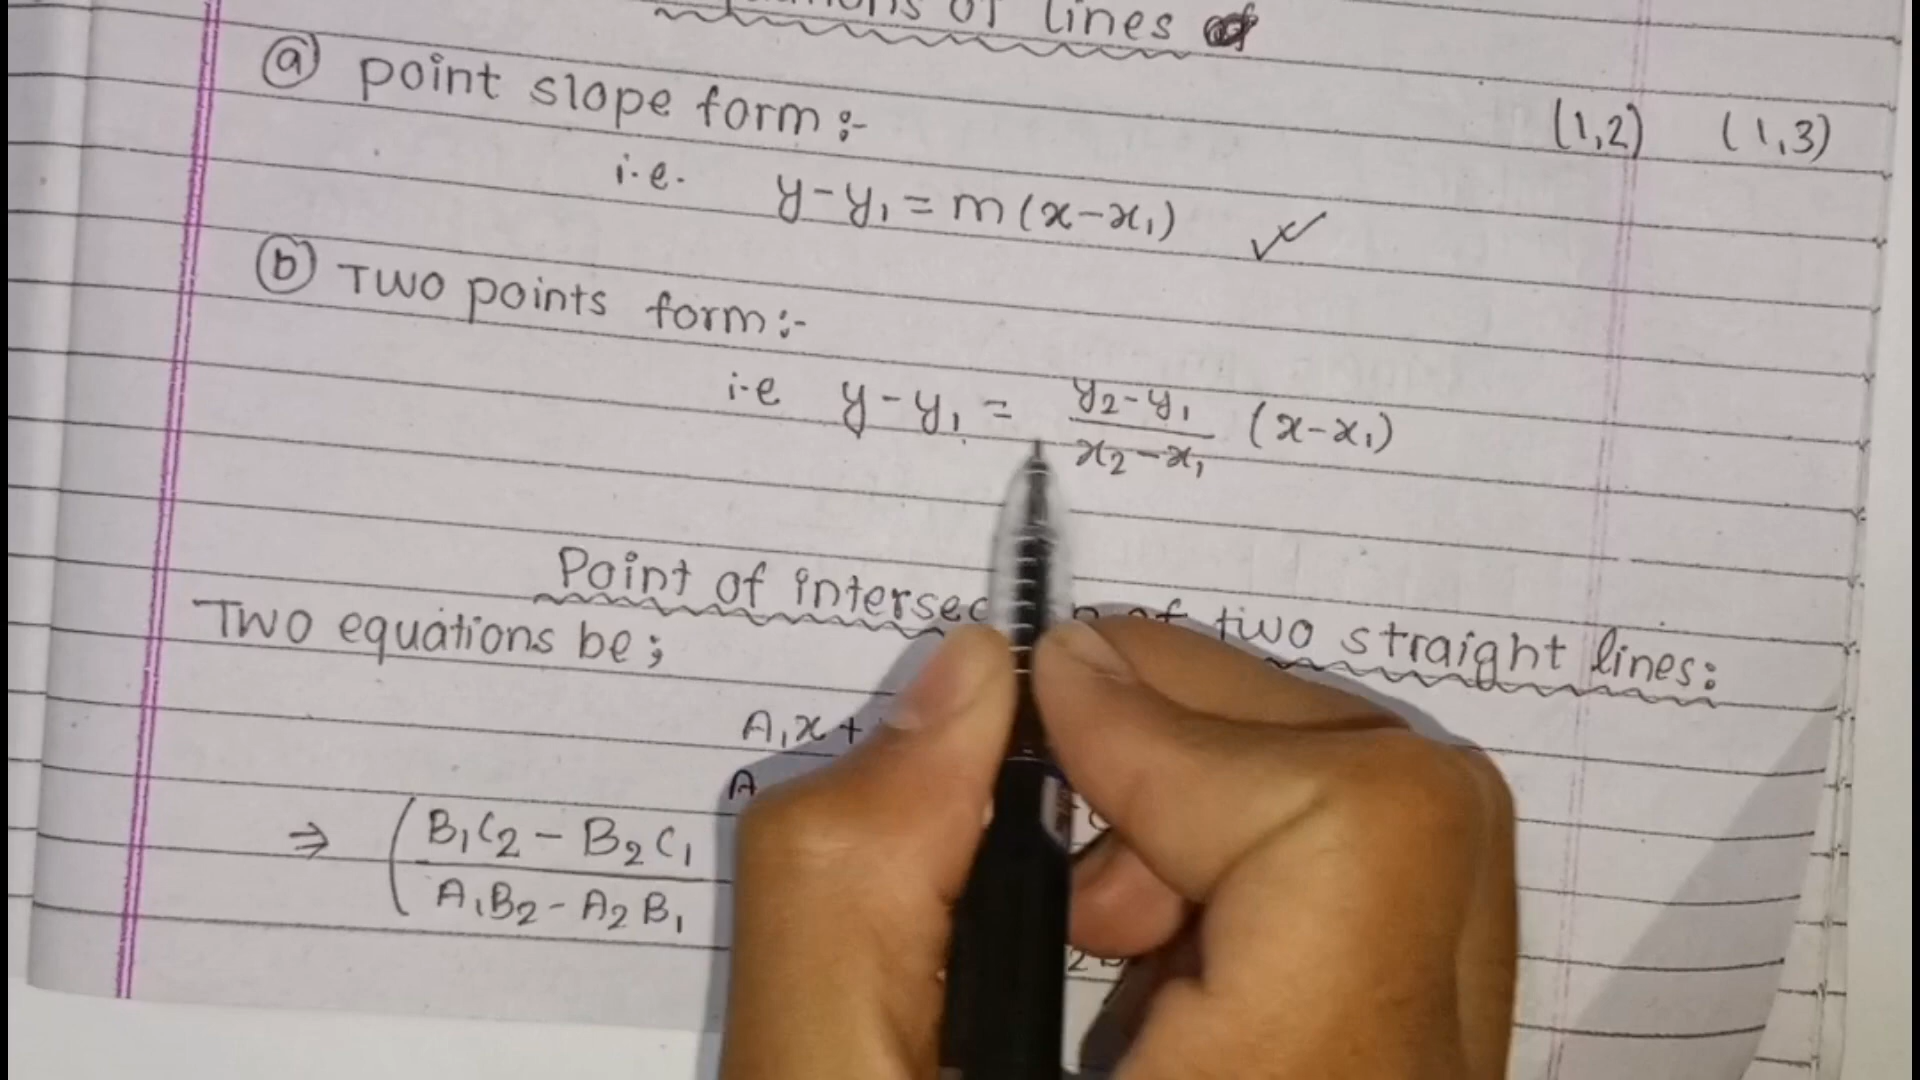 of lines
(a) point slope form :-
(1,2) (1,3)
i.e. y-y₁ = m(x-x₁) ✓
(b) TWO points form:-
i-e y-y₁ = y₂-y₁/x₂-x₁ (x-x₁)
Point of two straight lines:
TWO equations be;
A₁x+
A
⇒ (B₁C₂ - B₂C₁/A₁B₂ - A₂B₁